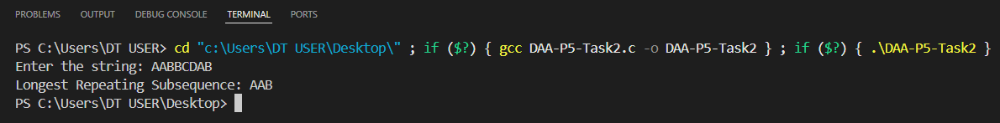 PROBLEMS OUTPUT DEBUG CONSOLE TERMINAL PORTS
PS C:\Users\DT USER> cd "c:\Users\DT USER\Desktop\" ; if ($?) { gcc DAA-P5-Task2.c -o DAA-P5-Task2 } ; if ($?) { .\DAA-P5-Task2 }
Enter the string: AABBCDAB
Longest Repeating Subsequence: AAB
PS C:\Users\DT USER\Desktop>